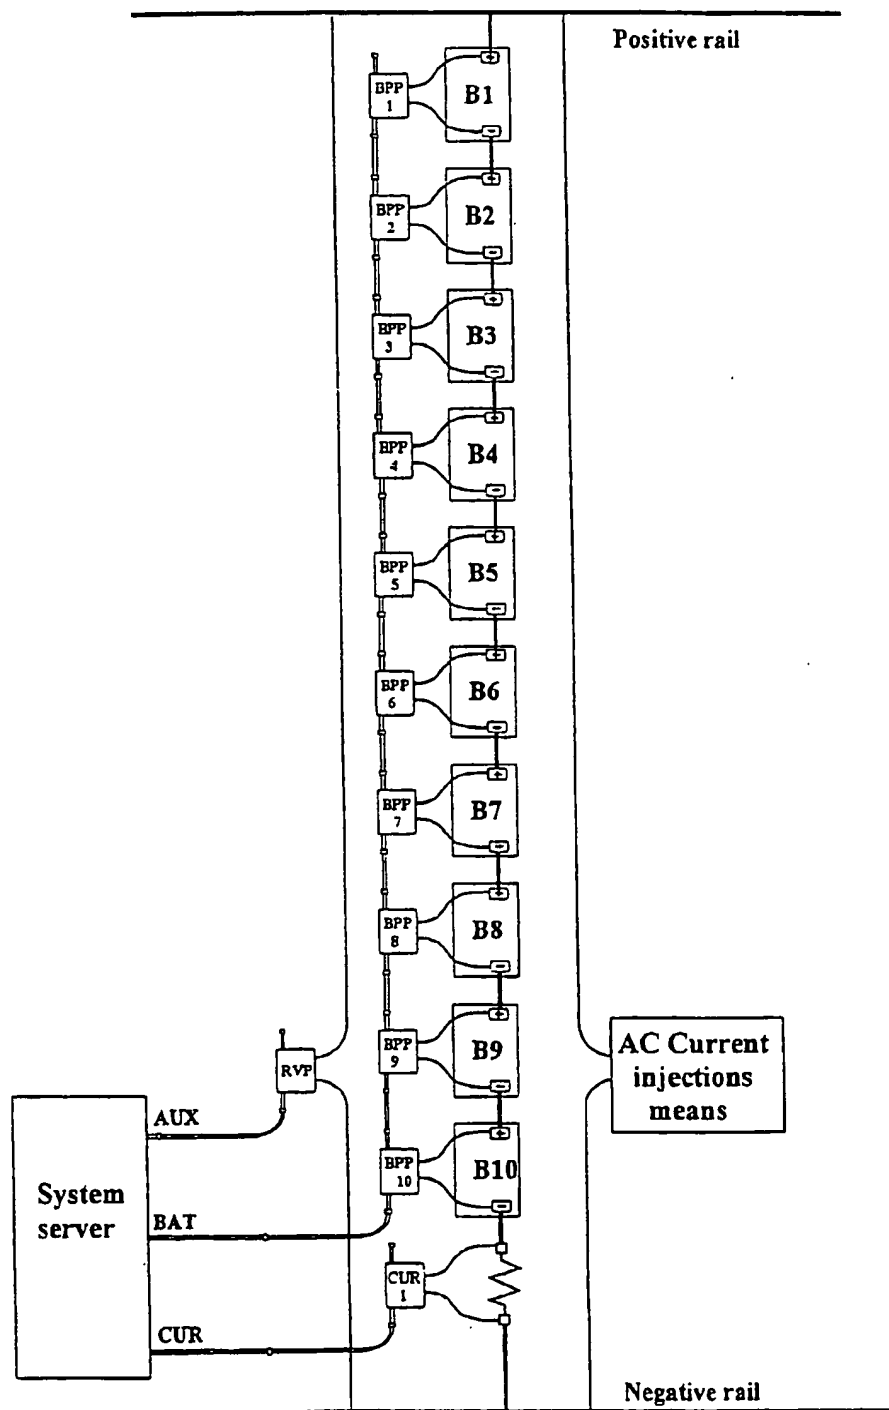 Positive rail
BPP
1
B1
BPP
2
B2
BPP
3
B3
BPP
4
B4
BPP
5
B5
BPP
6
B6
BPP
7
B7
BPP
8
B8
BPP
9
B9
RVP
AC Current
injections
means
AUX
BPP
10
B10
System
server
BAT
CUR
1
CUR
Negative rail